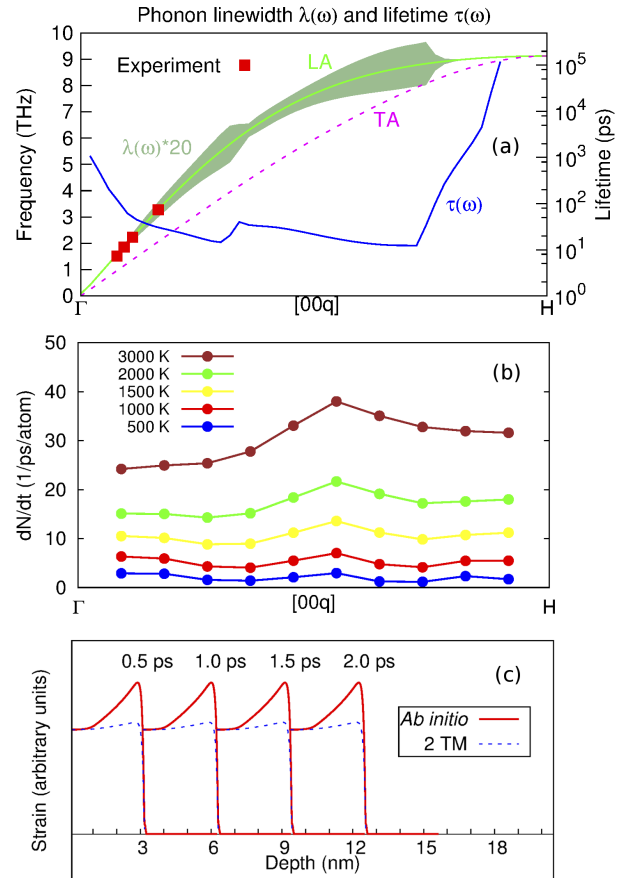 Phonon linewidth λ(ω) and lifetime τ(ω)
10
9
8
7
6
5
4
3
2
1
0
Frequency (THz)
Experiment
LA
TA
λ(ω)*20
(a)
τ(ω)
10^5
10^4
10^3
10^2
10^1
10^0
Lifetime (ps)
Γ [00q] H
50
40
30
20
10
0
dN/dt (1/ps/atom)
3000 K
2000 K
1500 K
1000 K
500 K
(b)
Γ [00q] H
0.5 ps 1.0 ps 1.5 ps 2.0 ps
(c)
Ab initio
2 TM
Strain (arbitrary units)
3 6 9 12 15 18
Depth (nm)